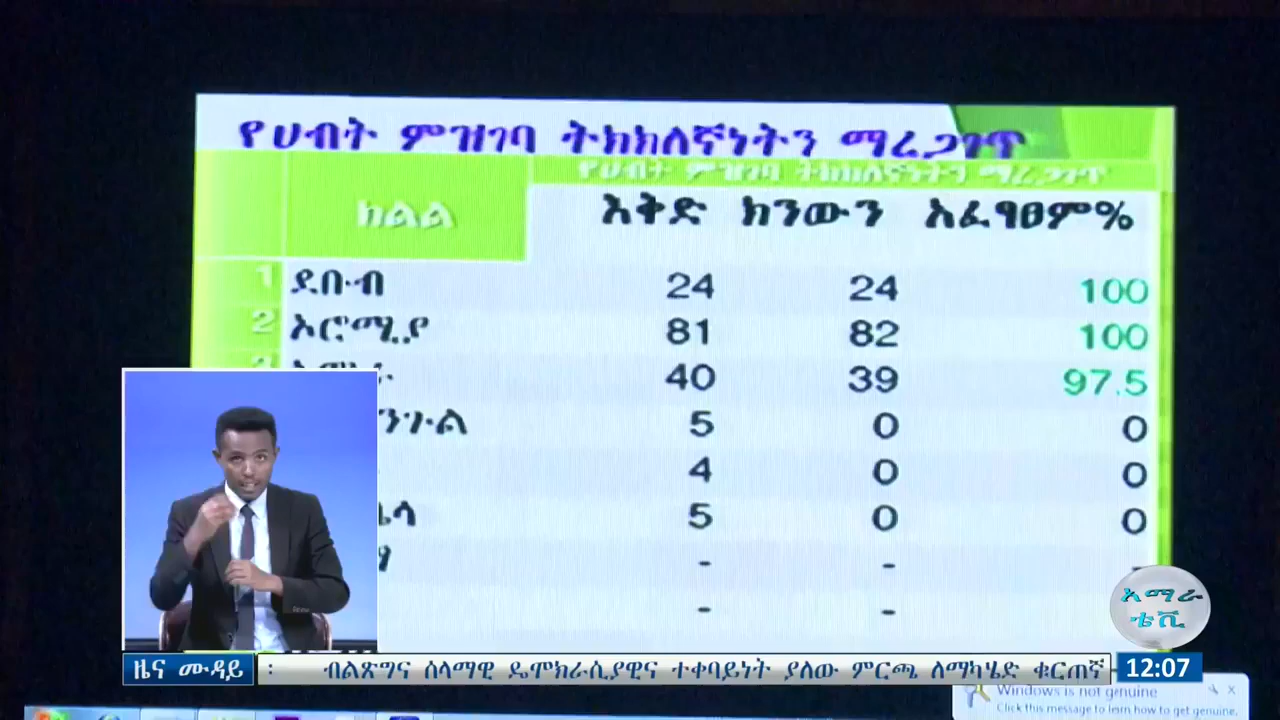 የሀብት ምዝገባ ትክክለኛነትን ማረጋገጥ
የሀብት ምዝገባ ትክክለኛነትን ማረጋገጥ
ክልል እቅድ ክንውን አፈፃፀም%
1 ደቡብ 24 24 100
2 ኦሮሚያ 81 82 100
40 39 97.5
5 0 0
4 0 0
5 0 0
- - -
- -
አማራ
ቴቪ
ዜና ሙዳይ : ብልጽግና ሰላማዊ ዴሞክራሲያዊና ተቀባይነት ያለው ምርጫ ለማካሄድ ቁርጠኛ 12:07
Windows is not genuine
Click this message to learn how to get genuine.